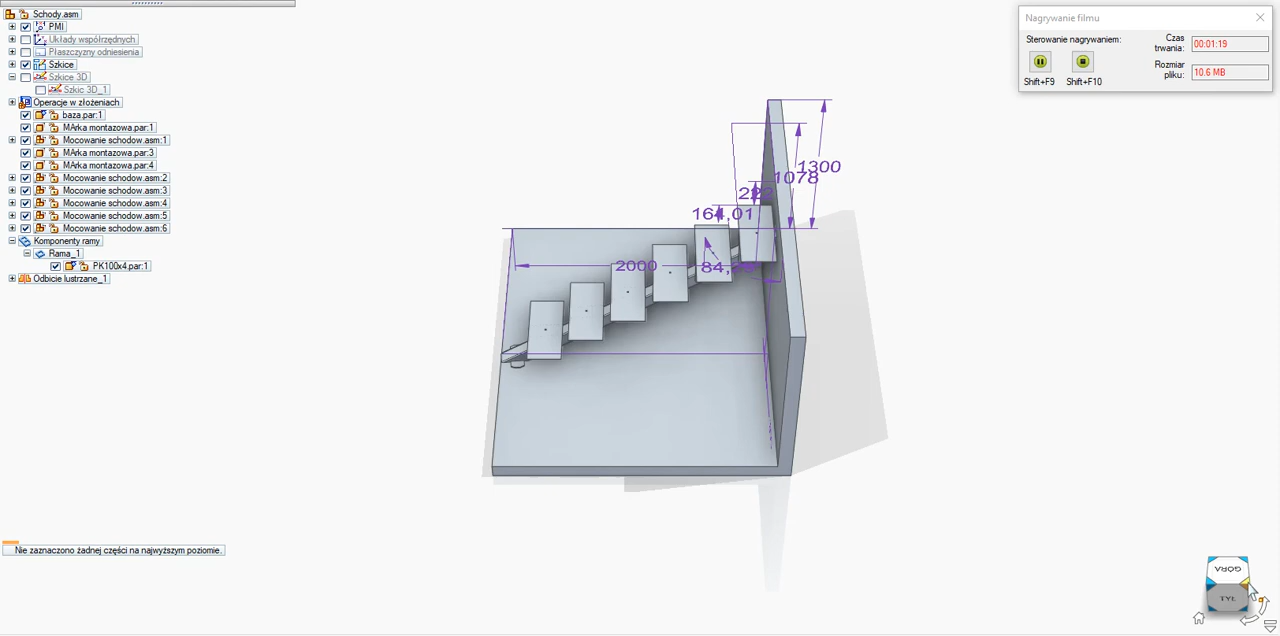 Schody.asm
PMI
Układy współrzędnych
Płaszczyzny odniesienia
Szkice
Szkice 3D
Szkic 3D_1
Operacje w złożeniach
baza.par:1
MArka montazowa.par:1
Mocowanie schodow.asm:1
MArka montazowa.par:3
MArka montazowa.par:4
Mocowanie schodow.asm:2
Mocowanie schodow.asm:3
Mocowanie schodow.asm:4
Mocowanie schodow.asm:5
Mocowanie schodow.asm:6
Komponenty ramy
Rama_1
PK100x4.par:1
Odbicie lustrzane_1
Nie zaznaczono żadnej części na najwyższym poziomie.
1300
1078
222
164,01
2000
Nagrywanie filmu
Sterowanie nagrywaniem:
Shift+F9
Shift+F10
Czas trwania:
00:01:19
Rozmiar pliku:
10.6 MB
GÓRA
TYŁ